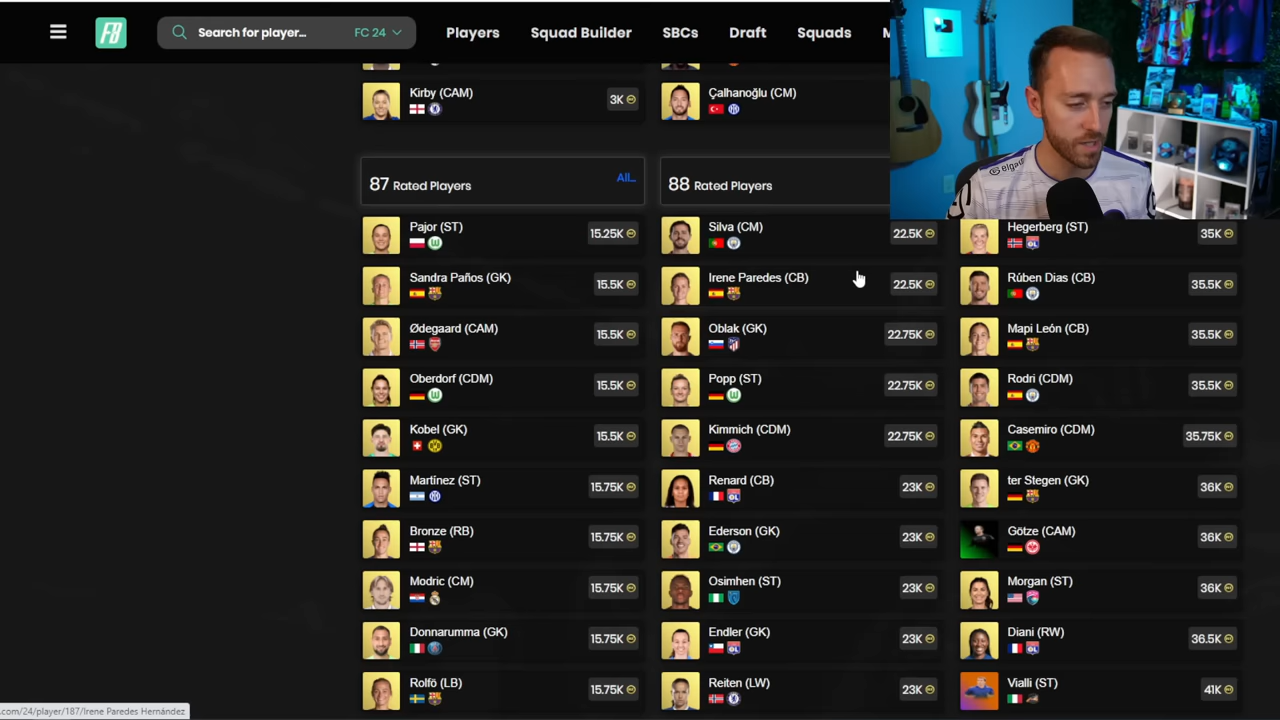 FB
Search for player...
FC 24
Players
Squad Builder
SBCs
Draft
Squads
M
Kirby (CAM)
3K
Çalhanoğlu (CM)
87 Rated Players
All...
Pajor (ST)
15.25K
Sandra Paños (GK)
15.5K
Ødegaard (CAM)
15.5K
Oberdorf (CDM)
15.5K
Kobel (GK)
15.5K
Martínez (ST)
15.75K
Bronze (RB)
15.75K
Modric (CM)
15.75K
Donnarumma (GK)
15.75K
Rolfö (LB)
15.75K
88 Rated Players
Silva (CM)
22.5K
Irene Paredes (CB)
22.5K
Oblak (GK)
22.75K
Popp (ST)
22.75K
Kimmich (CDM)
22.75K
Renard (CB)
23K
Ederson (GK)
23K
Osimhen (ST)
23K
Endler (GK)
23K
Reiten (LW)
23K
Hegerberg (ST)
35K
Rúben Dias (CB)
35.5K
Mapi León (CB)
35.5K
Rodri (CDM)
35.5K
Casemiro (CDM)
35.75K
ter Stegen (GK)
36K
Götze (CAM)
36K
Morgan (ST)
36K
Diani (RW)
36.5K
Vialli (ST)
41K
elgato
.com/24/player/187/Irene Paredes Hernández